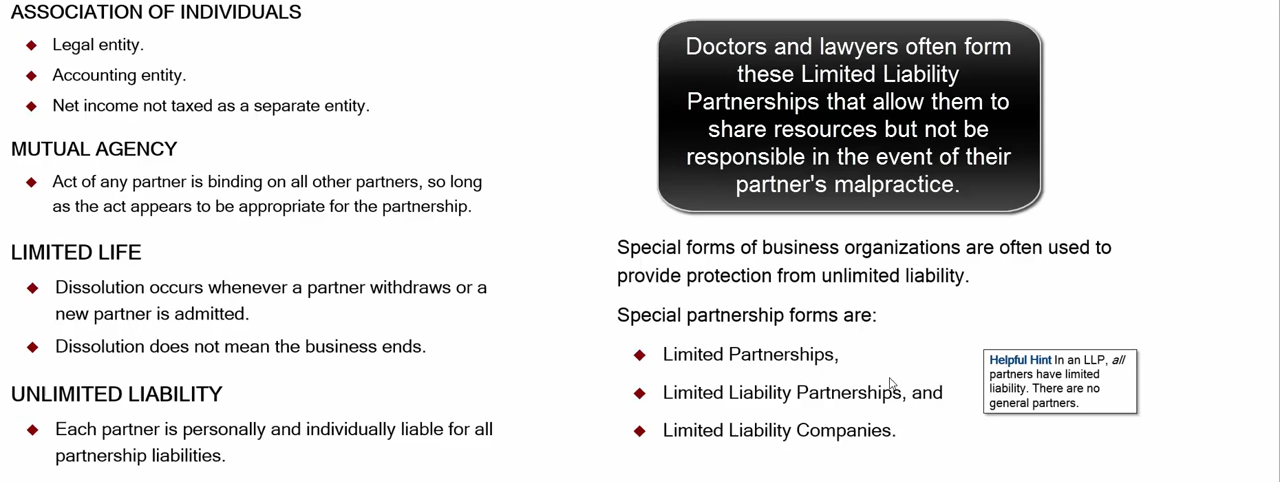 ASSOCIATION OF INDIVIDUALS
Legal entity.
Accounting entity.
Net income not taxed as a separate entity.
MUTUAL AGENCY
Act of any partner is binding on all other partners, so long
as the act appears to be appropriate for the partnership.
LIMITED LIFE
Dissolution occurs whenever a partner withdraws or a
new partner is admitted.
Dissolution does not mean the business ends.
UNLIMITED LIABILITY
Each partner is personally and individually liable for all
partnership liabilities.
Doctors and lawyers often form
these Limited Liability
Partnerships that allow them to
share resources but not be
responsible in the event of their
partner's malpractice.
Special forms of business organizations are often used to
provide protection from unlimited liability.
Special partnership forms are:
Limited Partnerships,
Limited Liability Partnerships, and
Limited Liability Companies.
Helpful Hint In an LLP, all
partners have limited
liability. There are no
general partners.